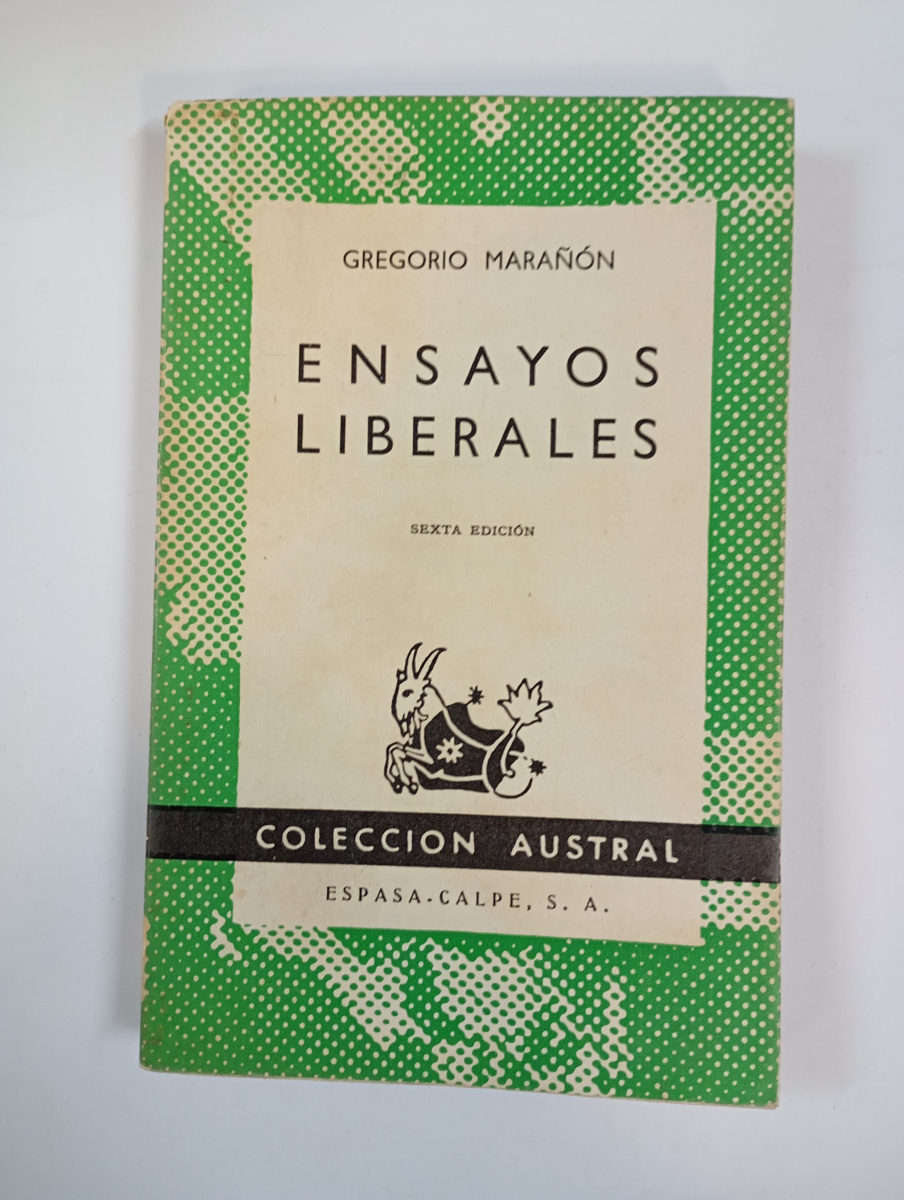 GREGORIO MARAÑÓN
ENSAYOS
LIBERALES
SEXTA EDICIÓN
COLECCION AUSTRAL
ESPASA-CALPE, S. A.